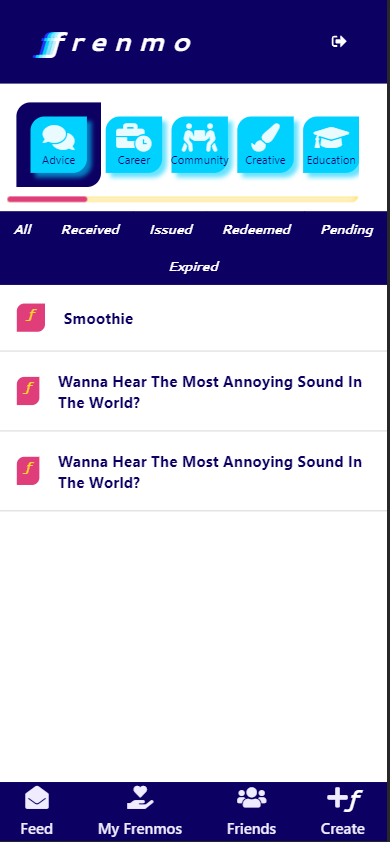 frenmo
Advice Career Community Creative Education
All Received Issued Redeemed Pending
Expired
f Smoothie
f Wanna Hear The Most Annoying Sound In
The World?
f Wanna Hear The Most Annoying Sound In
The World?
f
Feed My Frenmos Friends Create